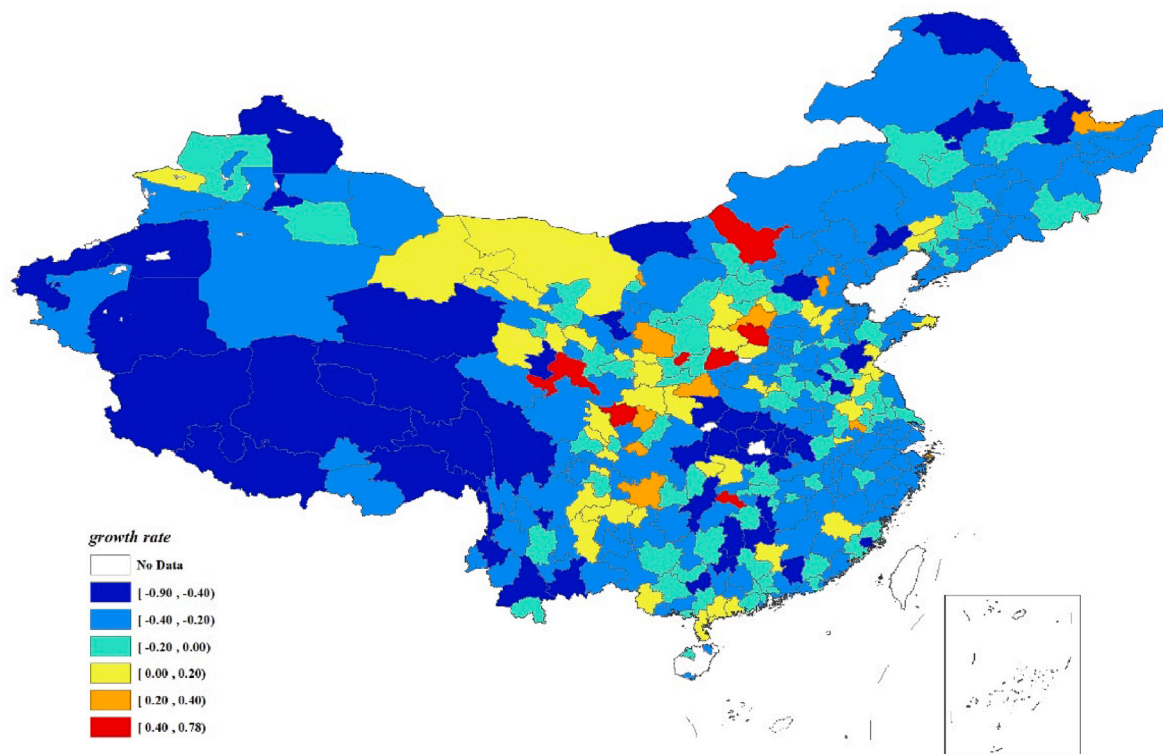 growth rate
No Data
[ -0.90 , -0.40)
[ -0.40 , -0.20)
[ -0.20 , 0.00)
[ 0.00 , 0.20)
[ 0.20 , 0.40)
[ 0.40 , 0.78)